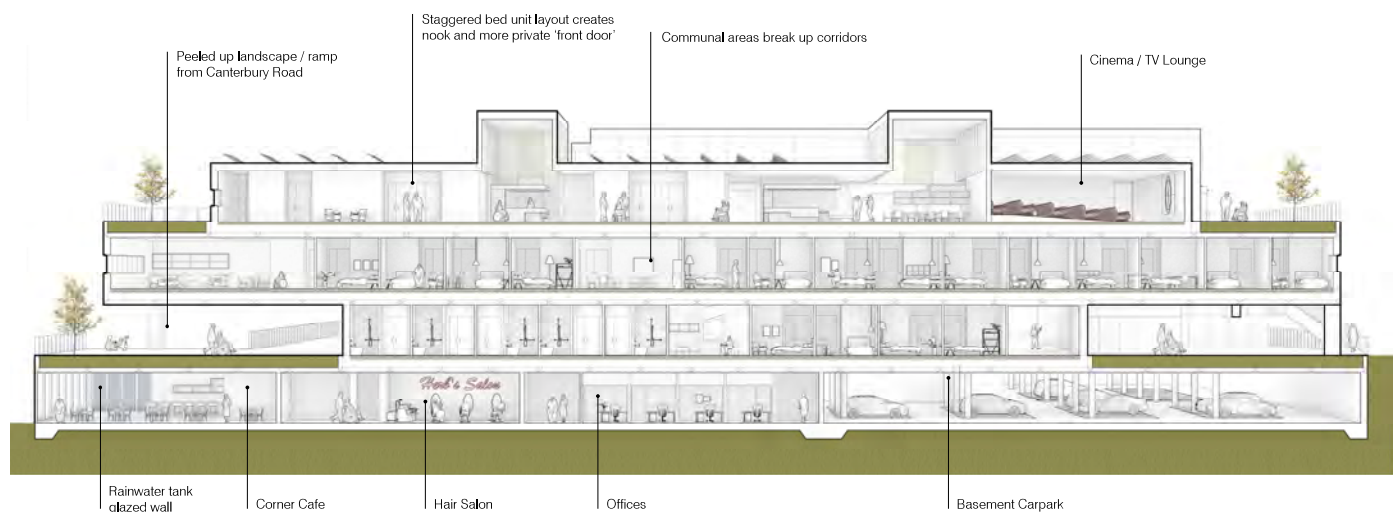 Staggered bed unit layout creates
nook and more private ‘front door’
Peeled up landscape / ramp
from Canterbury Road
Communal areas break up corridors
Cinema / TV Lounge
Herb's Salon
Rainwater tank
glazed wall
Corner Cafe
Hair Salon
Offices
Basement Carpark